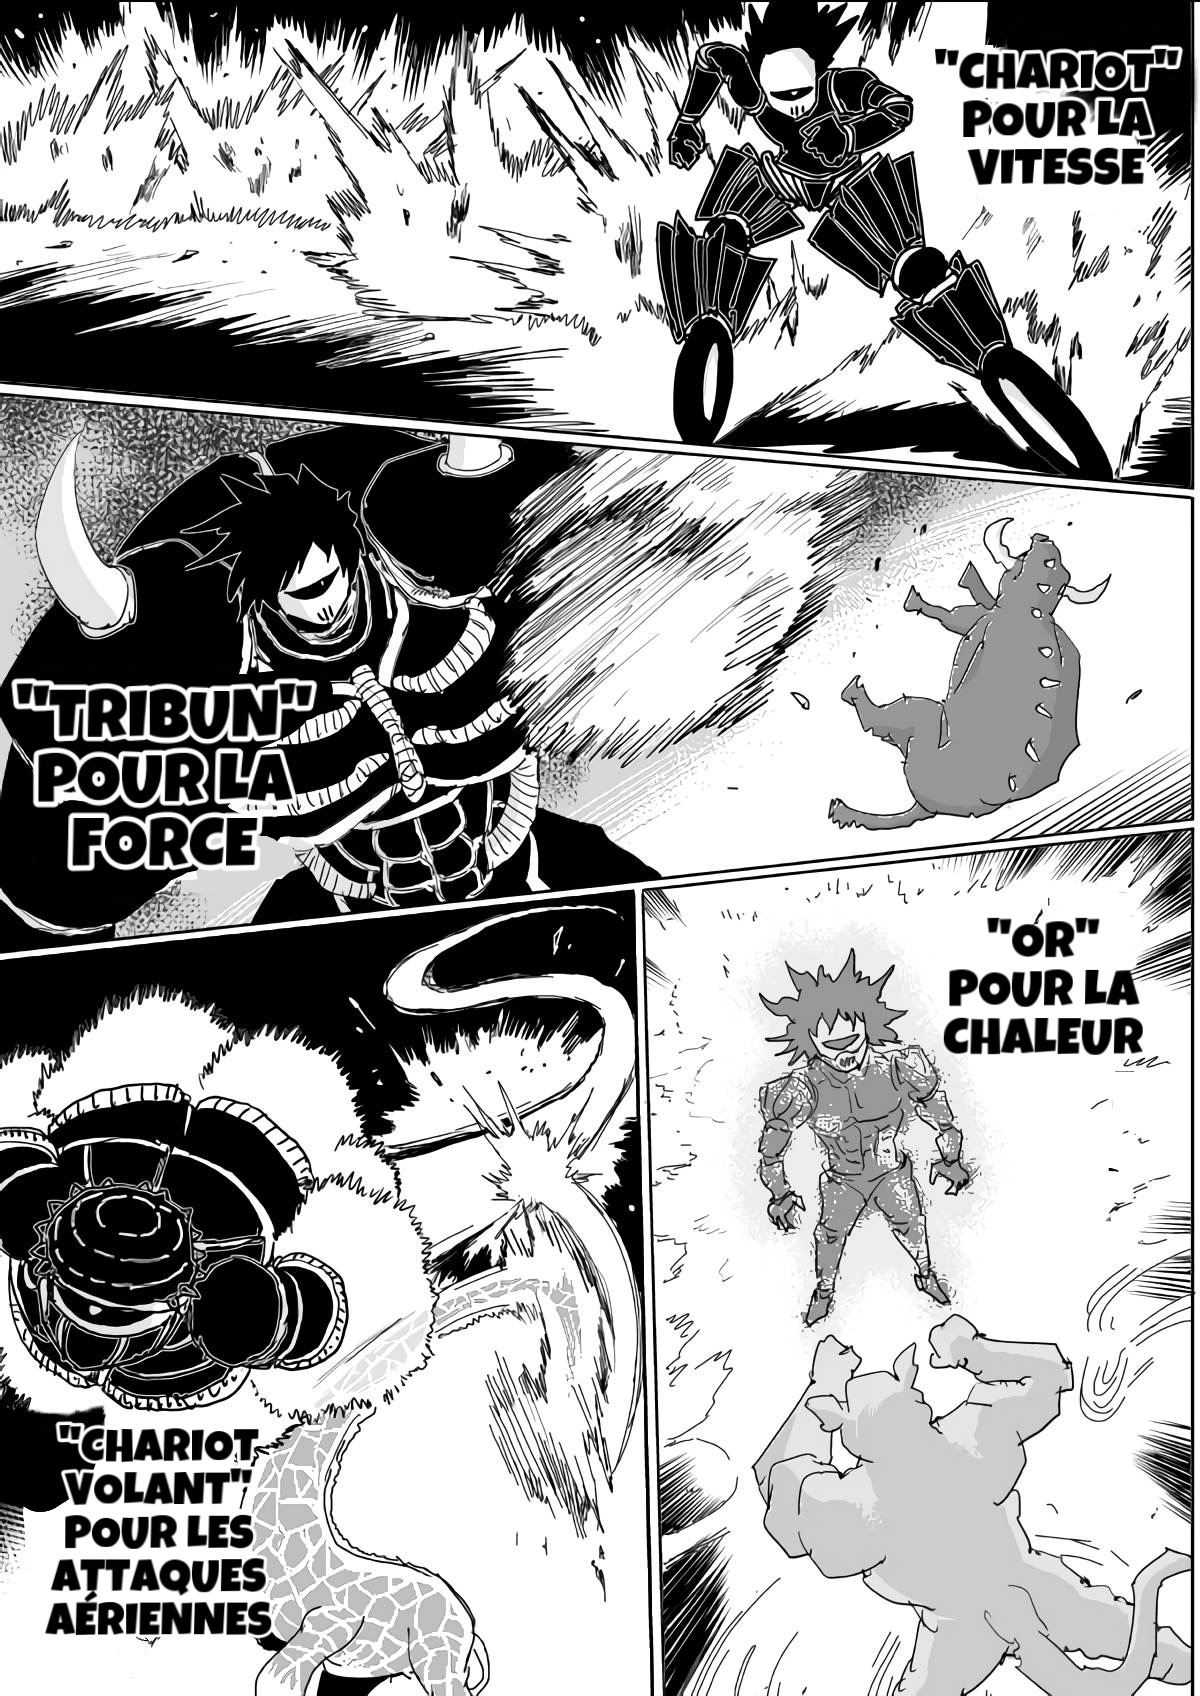 "CHARIOT"
POUR LA
VITESSE
"TRIBUN"
POUR LA
FORCE
"OR"
POUR LA
CHALEUR
"CHARIOT
VOLANT"
POUR LES
ATTAQUES
AÉRIENNES